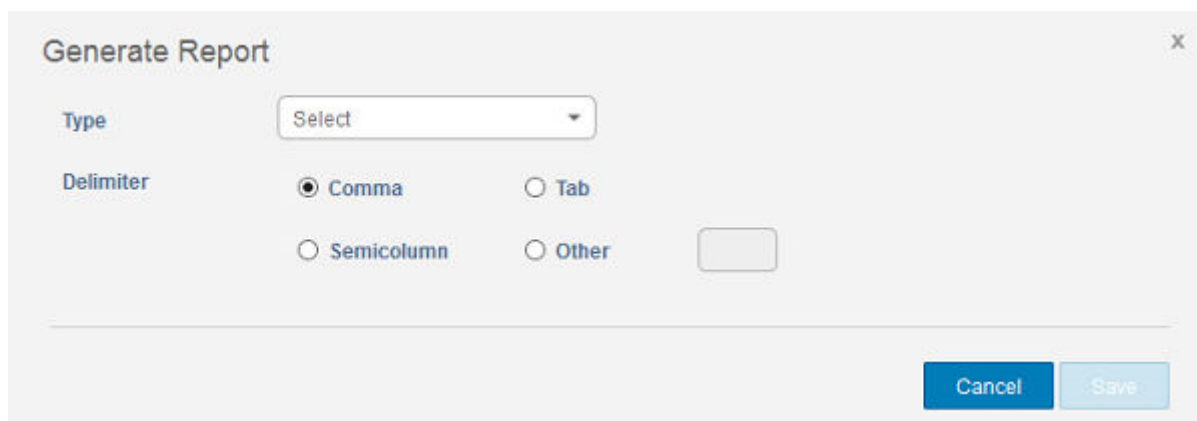 Generate Report
x
Type Select
Delimiter Comma Tab
Semicolumn Other
Cancel Save